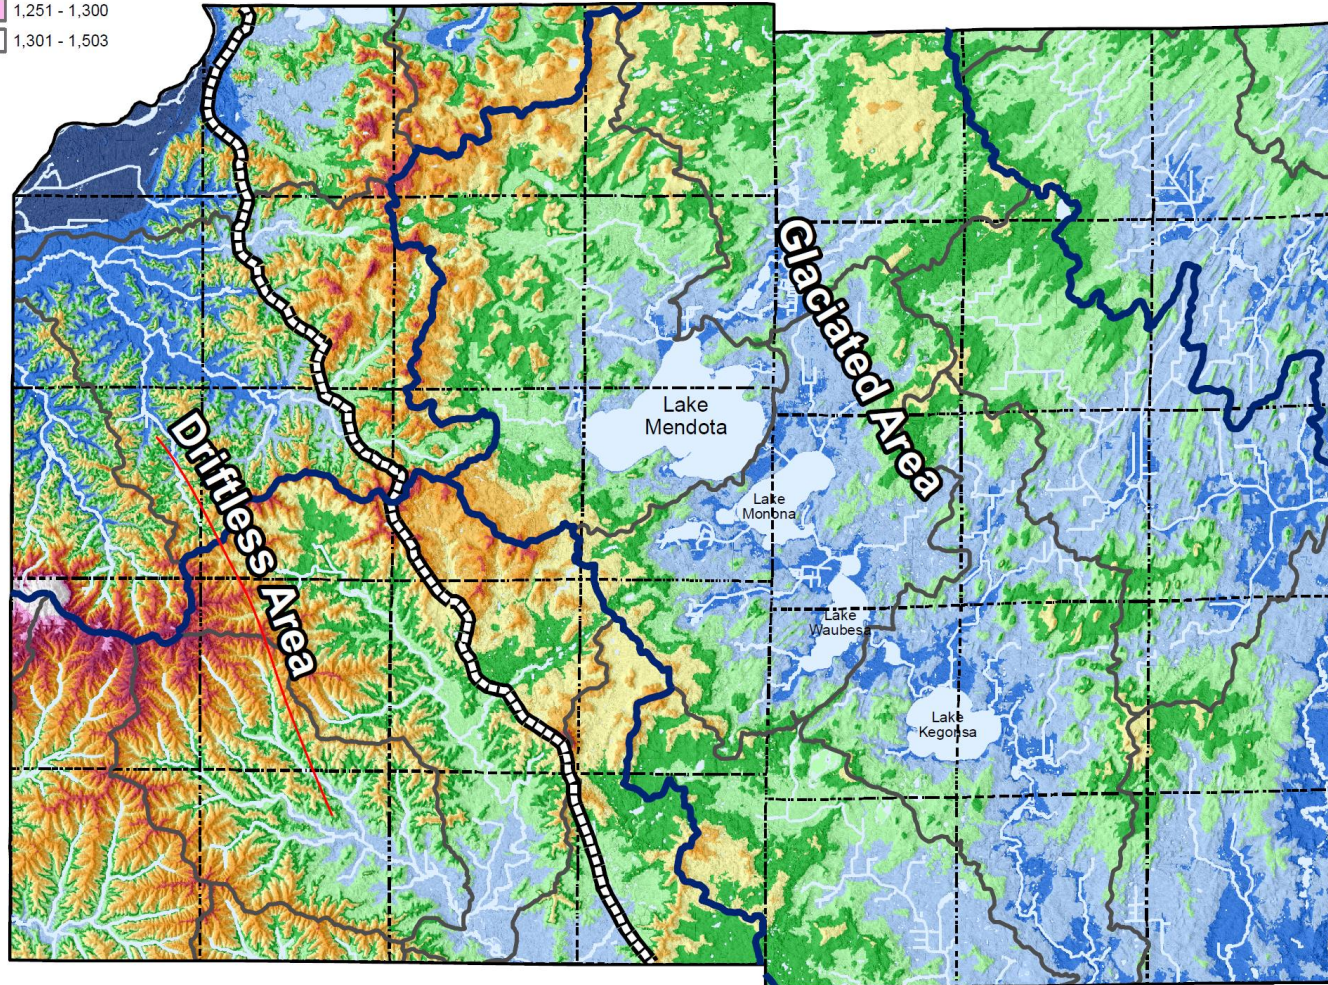 1,251 - 1,300
1,301 - 1,503
Glaciated Area
Driftless Area
Lake
Mendota
Lake
Monona
Lake
Waubesa
Lake
Kegonsa